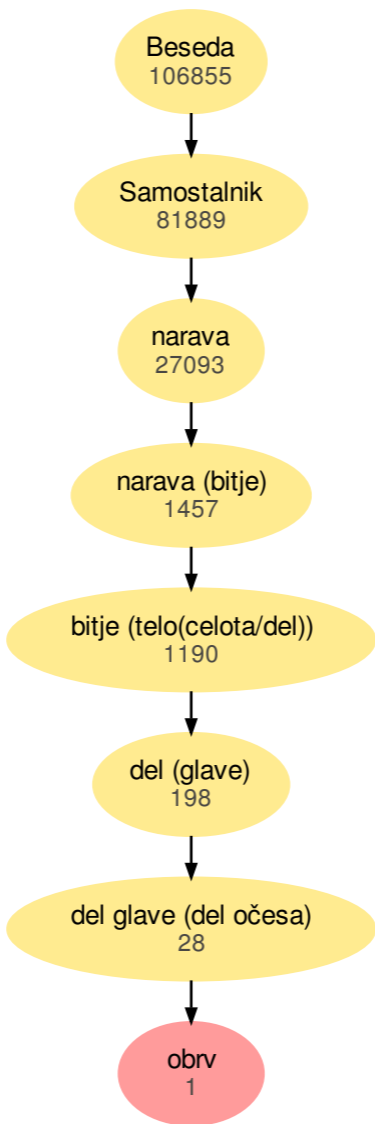 Beseda
106855
Samostalnik
81889
narava
27093
narava (bitje)
1457
bitje (telo(celota/del))
1190
del (glave)
198
del glave (del očesa)
28
obrv
1